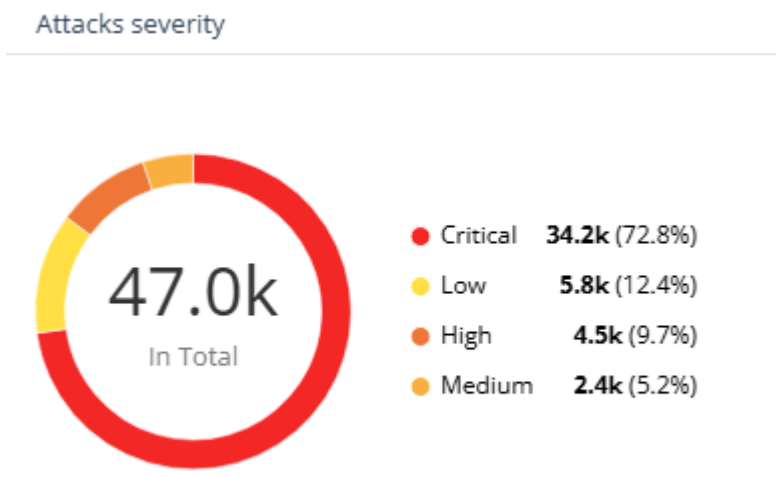 Attacks severity
47.0k
In Total
Critical 34.2k (72.8%)
Low 5.8k (12.4%)
High 4.5k (9.7%)
Medium 2.4k (5.2%)